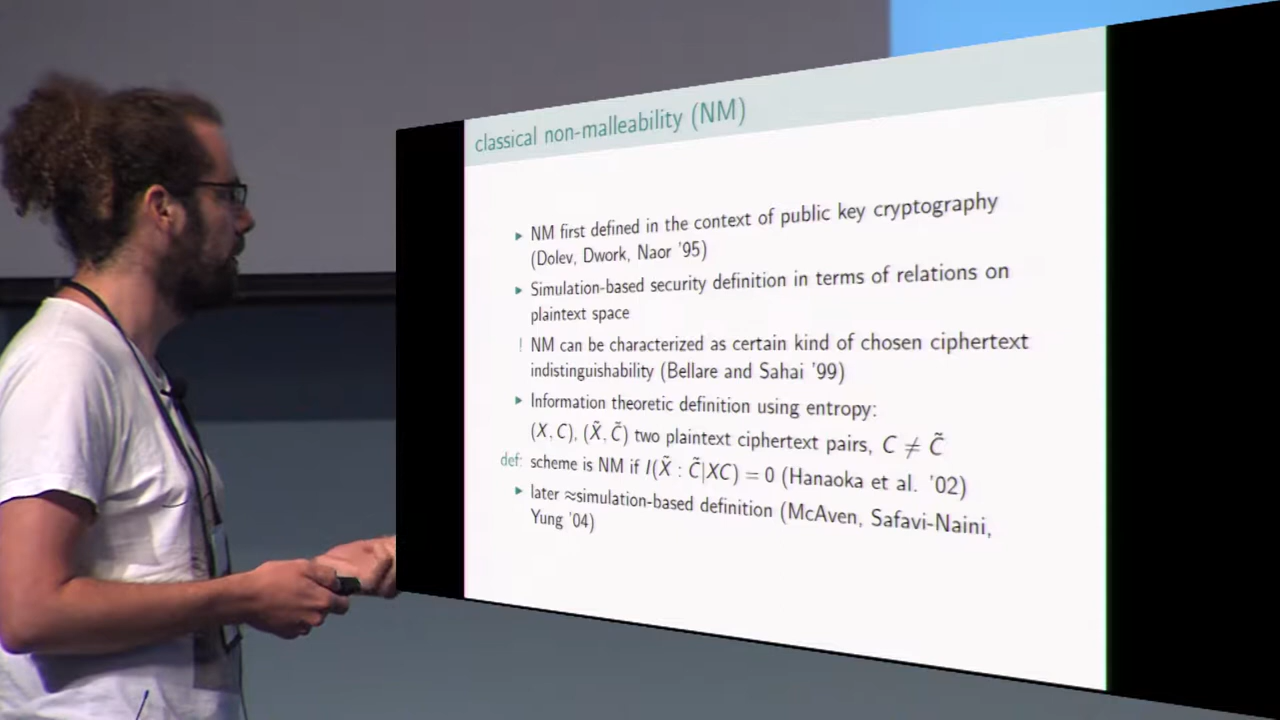 classical non-malleability (NM)
▸ NM first defined in the context of public key cryptography
(Dolev, Dwork, Naor '95)
▸ Simulation-based security definition in terms of relations on
plaintext space
! NM can be characterized as certain kind of chosen ciphertext
indistinguishability (Bellare and Sahai '99)
▸ Information theoretic definition using entropy:
(X, C), (X̃, C̃) two plaintext ciphertext pairs, C ≠ C̃
def: scheme is NM if I(X̃ : C̃|XC) = 0 (Hanaoka et al. '02)
▸ later ≈simulation-based definition (McAven, Safavi-Naini,
Yung '04)